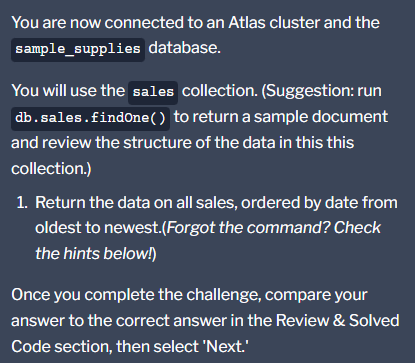 You are now connected to an Atlas cluster and the
sample_supplies database.
You will use the sales collection. (Suggestion: run
db.sales.findOne() to return a sample document
and review the structure of the data in this this
collection.)
1. Return the data on all sales, ordered by date from
oldest to newest.(Forgot the command? Check
the hints below!)
Once you complete the challenge, compare your
answer to the correct answer in the Review & Solved
Code section, then select 'Next.'